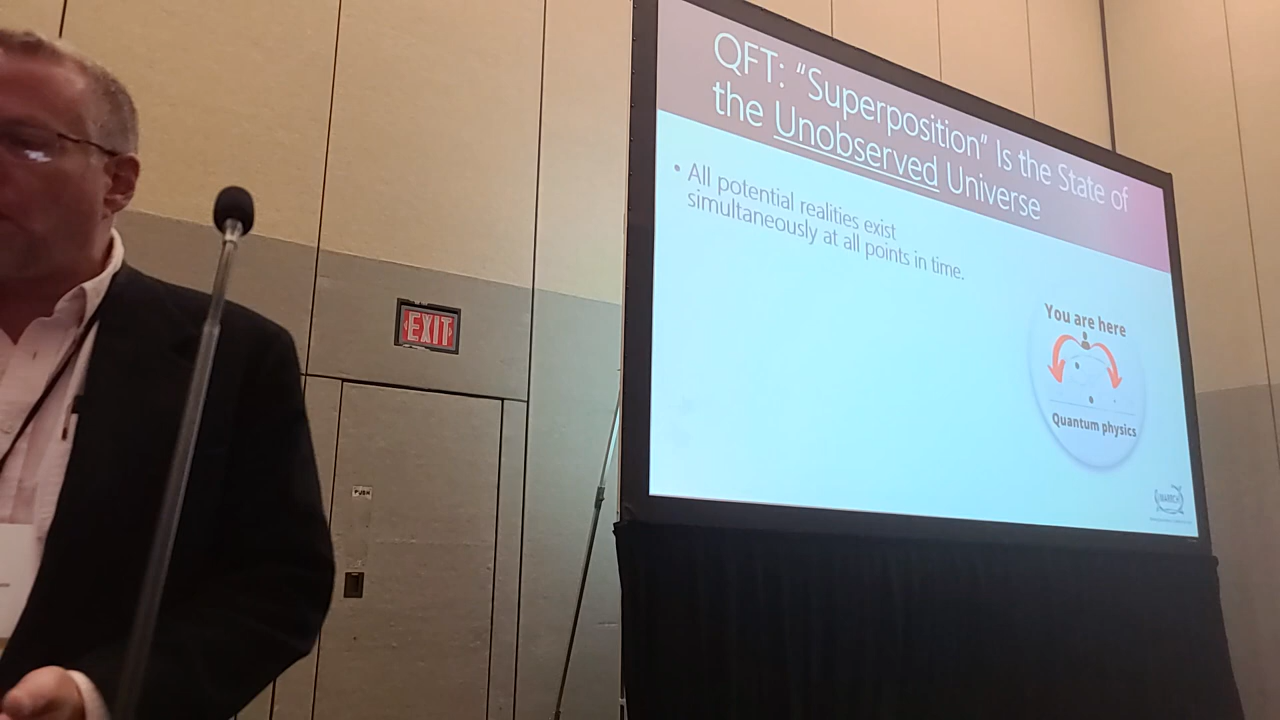 QFT: "Superposition" Is the State of
the Unobserved Universe
• All potential realities exist
simultaneously at all points in time.
You are here
Quantum physics
EXIT
PUSH